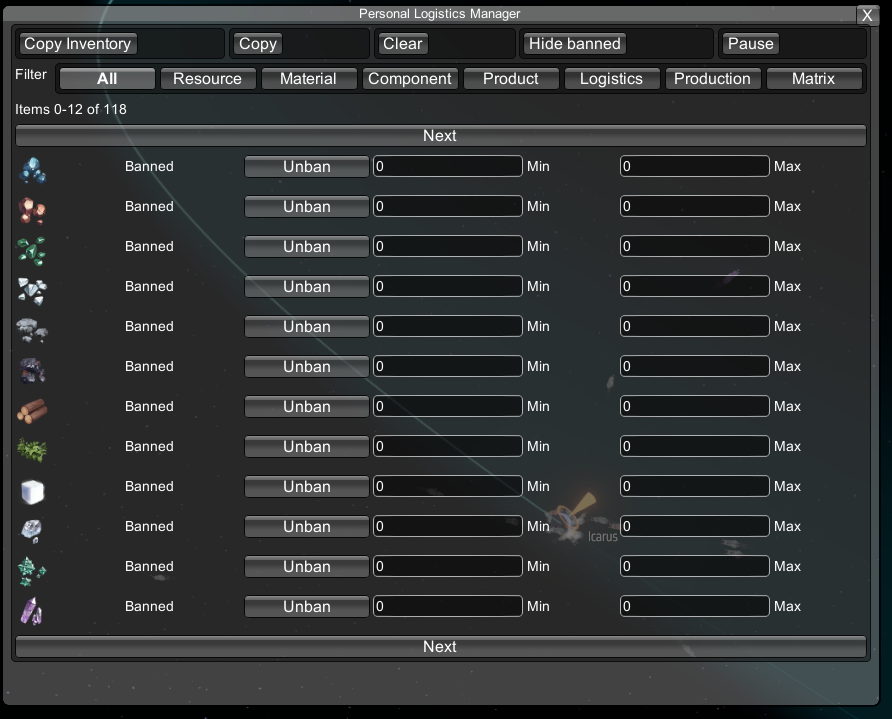 Personal Logistics Manager X
Copy Inventory Copy Clear Hide banned Pause
Filter All Resource Material Component Product Logistics Production Matrix
Items 0-12 of 118
Next
Banned Unban 0 Min 0 Max
Banned Unban 0 Min 0 Max
Banned Unban 0 Min 0 Max
Banned Unban 0 Min 0 Max
Banned Unban 0 Min 0 Max
Banned Unban 0 Min 0 Max
Banned Unban 0 Min 0 Max
Banned Unban 0 Min 0 Max
Banned Unban 0 Min 0 Max
Banned Unban 0 Min 0 Max
Icarus
Banned Unban 0 Min 0 Max
Banned Unban 0 Min 0 Max
Next